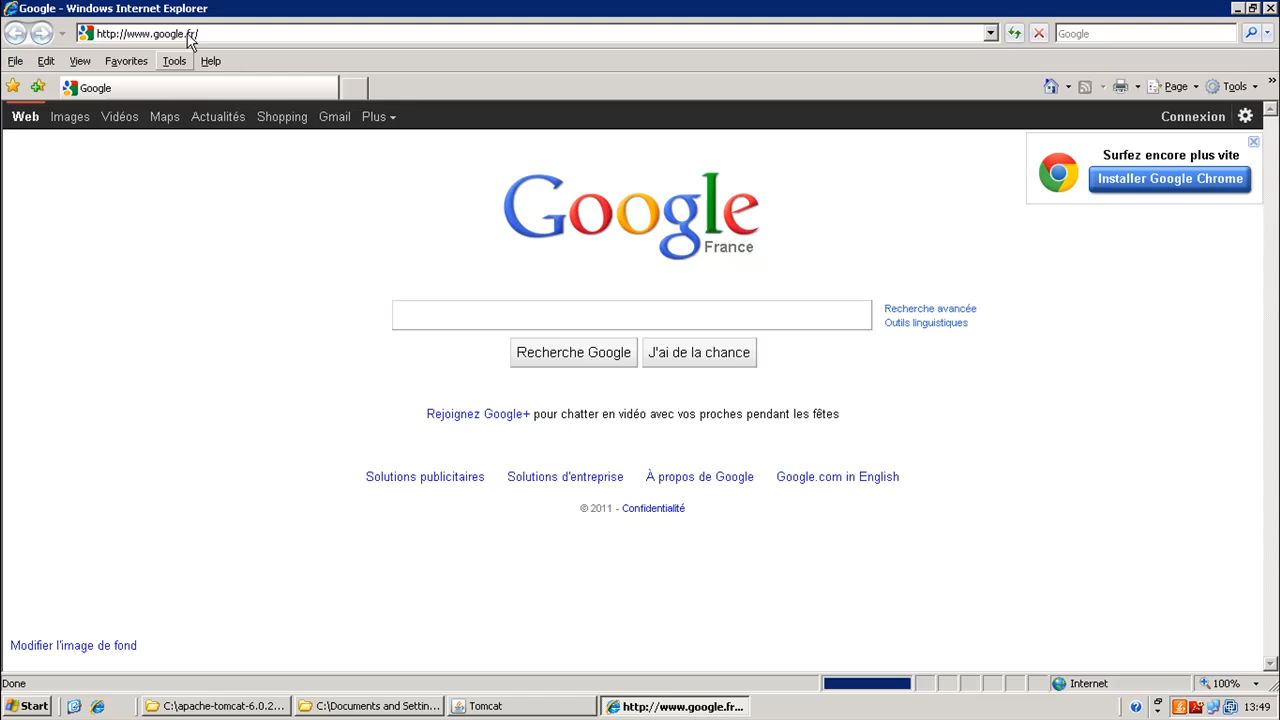 Google - Windows Internet Explorer
http://www.google.fr/
Google
File Edit View Favorites Tools Help
Google
Page Tools
Web Images Vidéos Maps Actualités Shopping Gmail Plus Connexion
Surfez encore plus vite
Installer Google Chrome
Google
France
Recherche avancée
Outils linguistiques
Recherche Google J'ai de la chance
Rejoignez Google+ pour chatter en vidéo avec vos proches pendant les fêtes
Solutions publicitaires Solutions d'entreprise À propos de Google Google.com in English
© 2011 - Confidentialité
Modifier l'image de fond
Done Internet 100%
Start C:\apache-tomcat-6.0.2... C:\Documents and Settin... Tomcat http://www.google.fr... 13:49